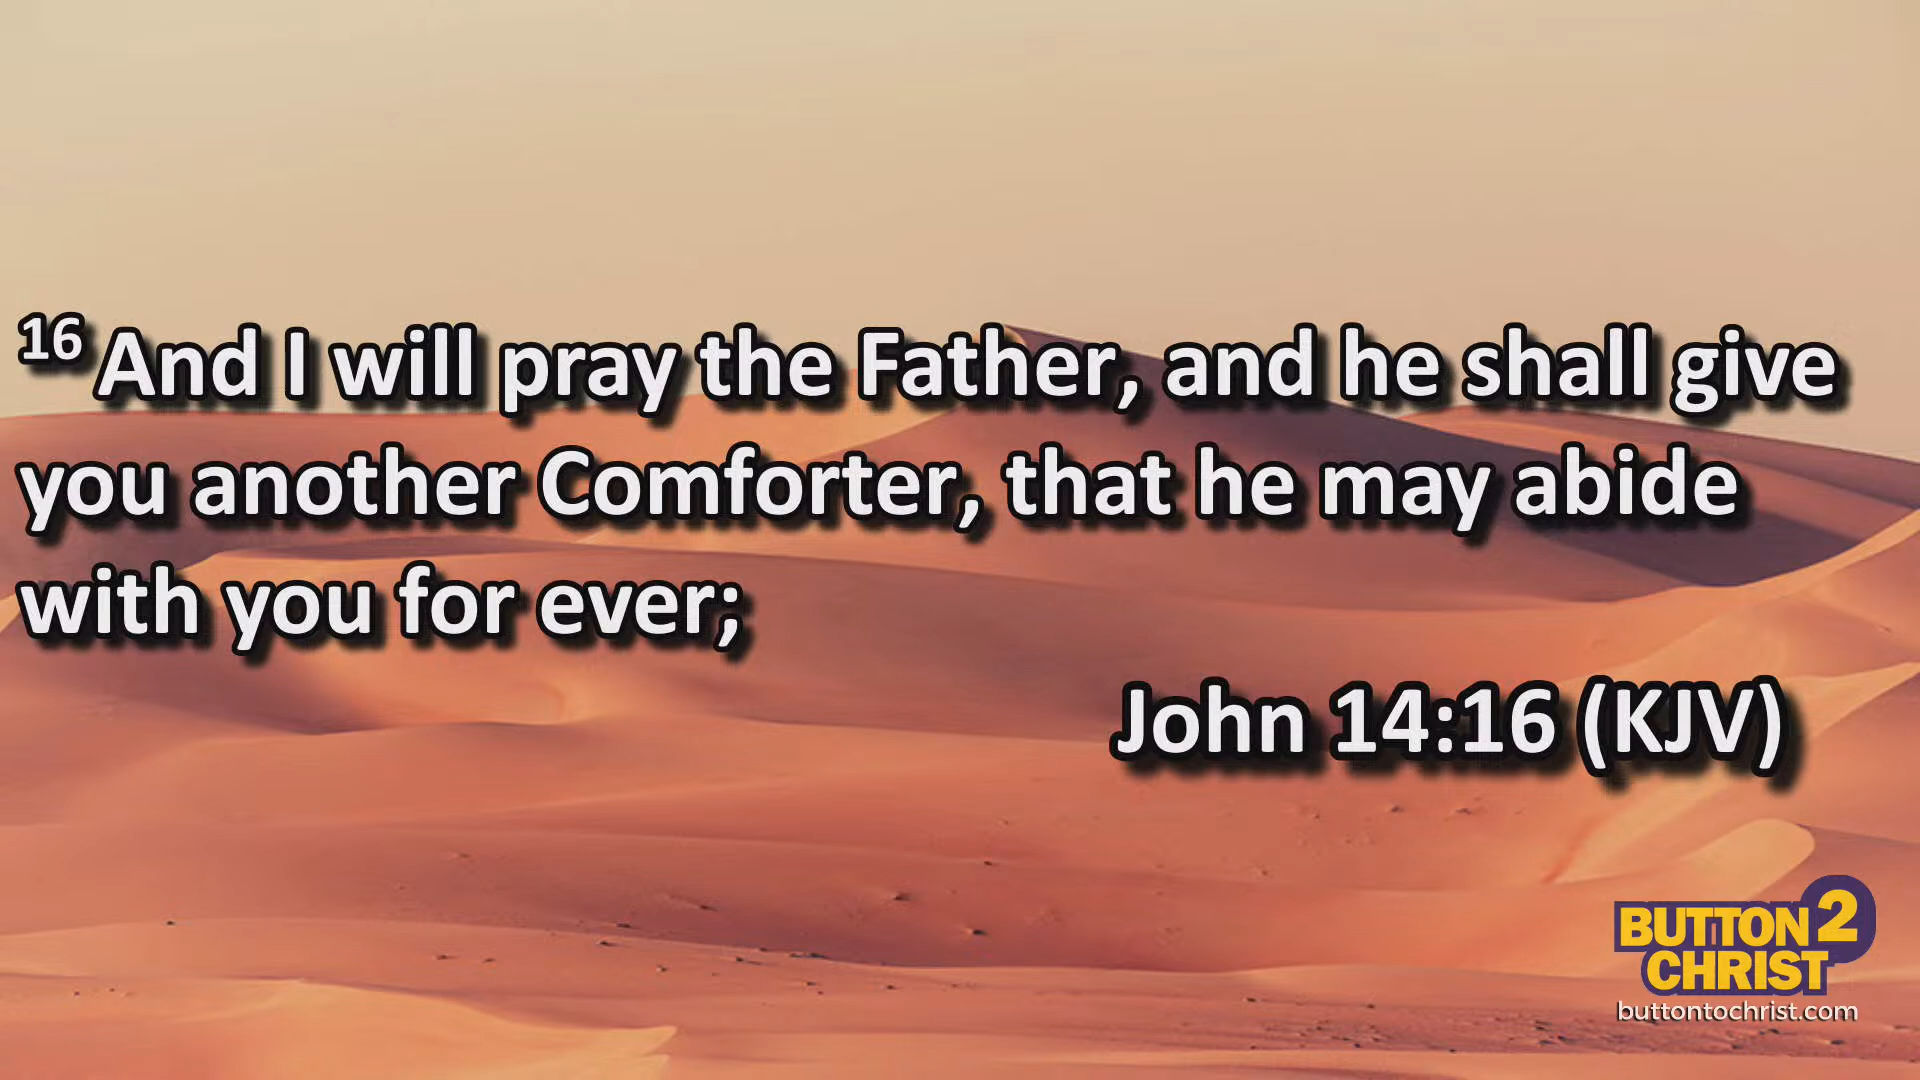 16 And I will pray the Father, and he shall give
you another Comforter, that he may abide
with you for ever;
John 14:16 (KJV)
BUTTON 2
CHRIST
buttontochrist.com